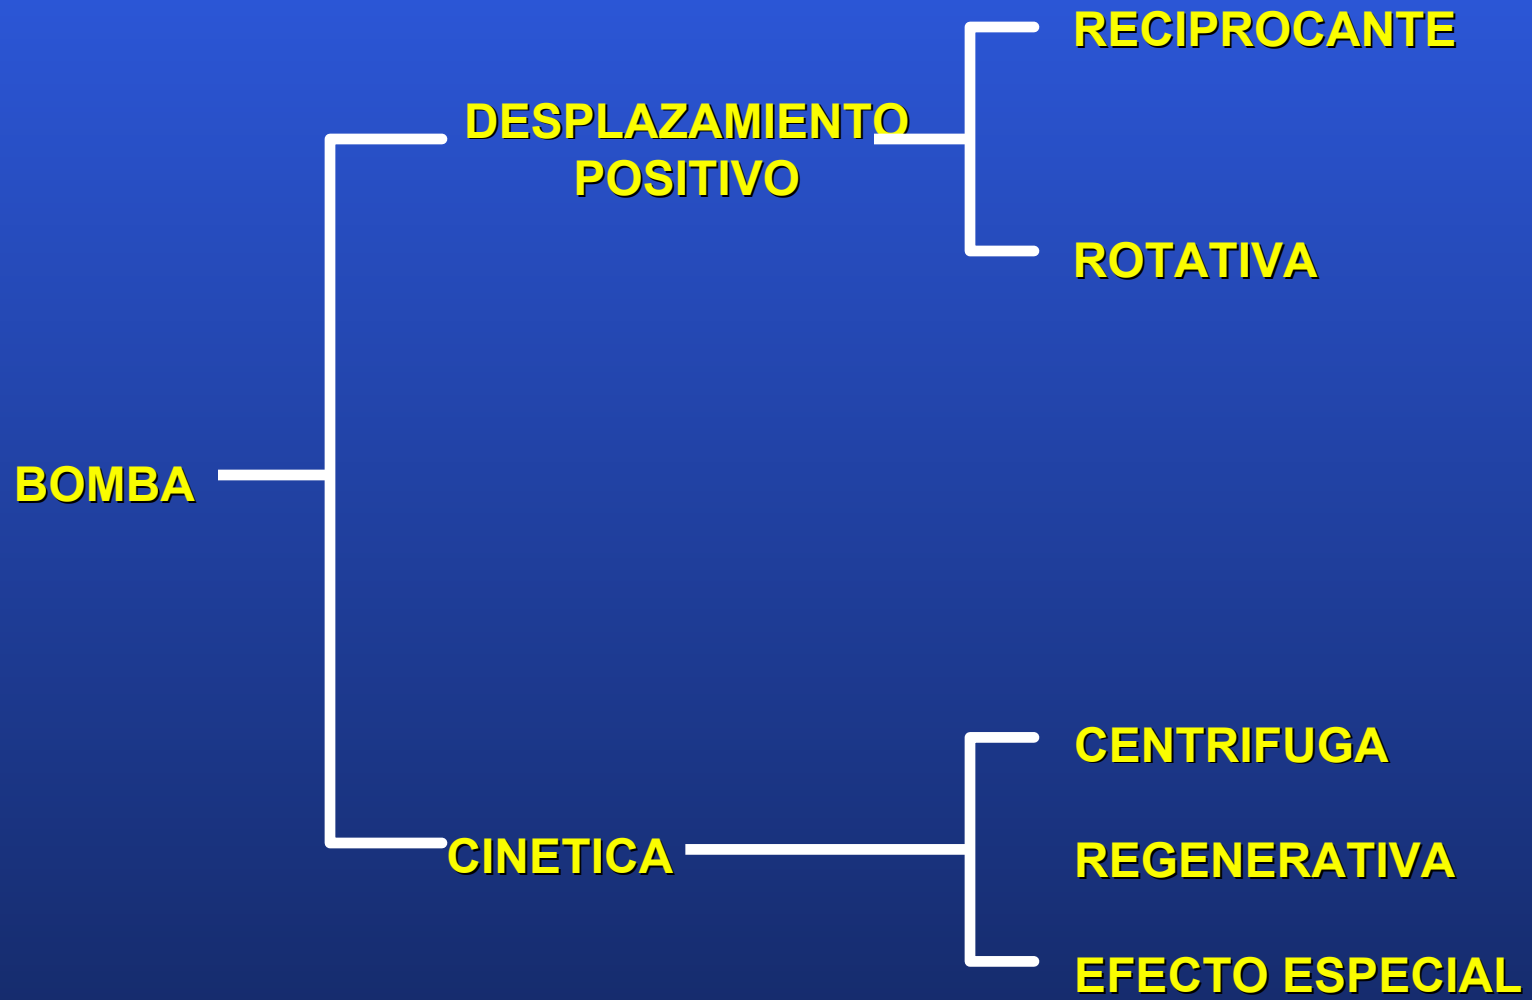 RECIPROCANTE
DESPLAZAMIENTO
POSITIVO
ROTATIVA
BOMBA
CENTRIFUGA
CINETICA
REGENERATIVA
EFECTO ESPECIAL